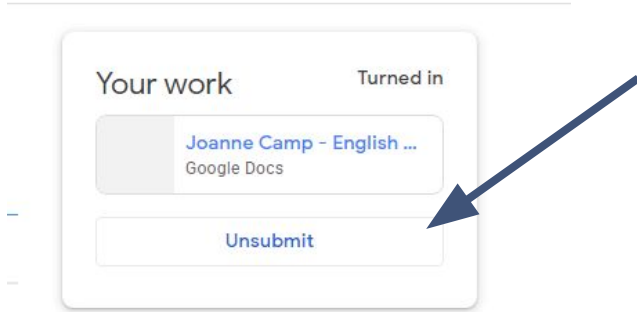 Your work Turned in
Joanne Camp - English ...
Google Docs
Unsubmit